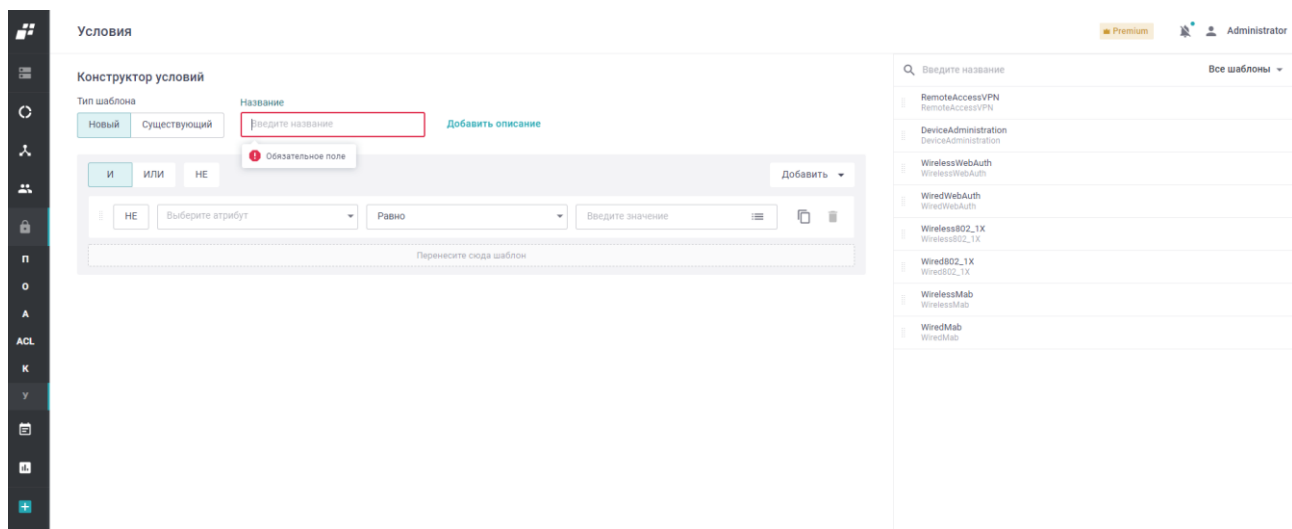 Условия
Premium
Administrator
Конструктор условий
Тип шаблона
Название
Новый
Существующий
Введите название
Добавить описание
Обязательное поле
И
ИЛИ
НЕ
Добавить
НЕ
Выберите атрибут
Равно
Введите значение
Перенесите сюда шаблон
П
О
А
ACL
К
У
Введите название
Все шаблоны
RemoteAccessVPN
RemoteAccessVPN
DeviceAdministration
DeviceAdministration
WirelessWebAuth
WirelessWebAuth
WiredWebAuth
WiredWebAuth
Wireless802_1X
Wireless802_1X
Wired802_1X
Wired802_1X
WirelessMab
WirelessMab
WiredMab
WiredMab